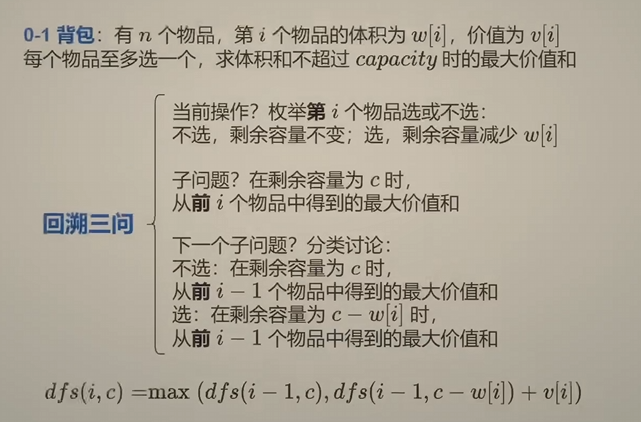 0-1 背包：有 n 个物品，第 i 个物品的体积为 w[i]，价值为 v[i]
每个物品至多选一个，求体积和不超过 capacity 时的最大价值和
当前操作？枚举第 i 个物品选或不选：
不选，剩余容量不变；选，剩余容量减少 w[i]
子问题？在剩余容量为 c 时，
从前 i 个物品中得到的最大价值和
回溯三问
下一个子问题？分类讨论：
不选：在剩余容量为 c 时，
从前 i − 1 个物品中得到的最大价值和
选：在剩余容量为 c − w[i] 时，
从前 i − 1 个物品中得到的最大价值和
dfs(i, c) =max (dfs(i − 1, c), dfs(i − 1, c − w[i]) + v[i])